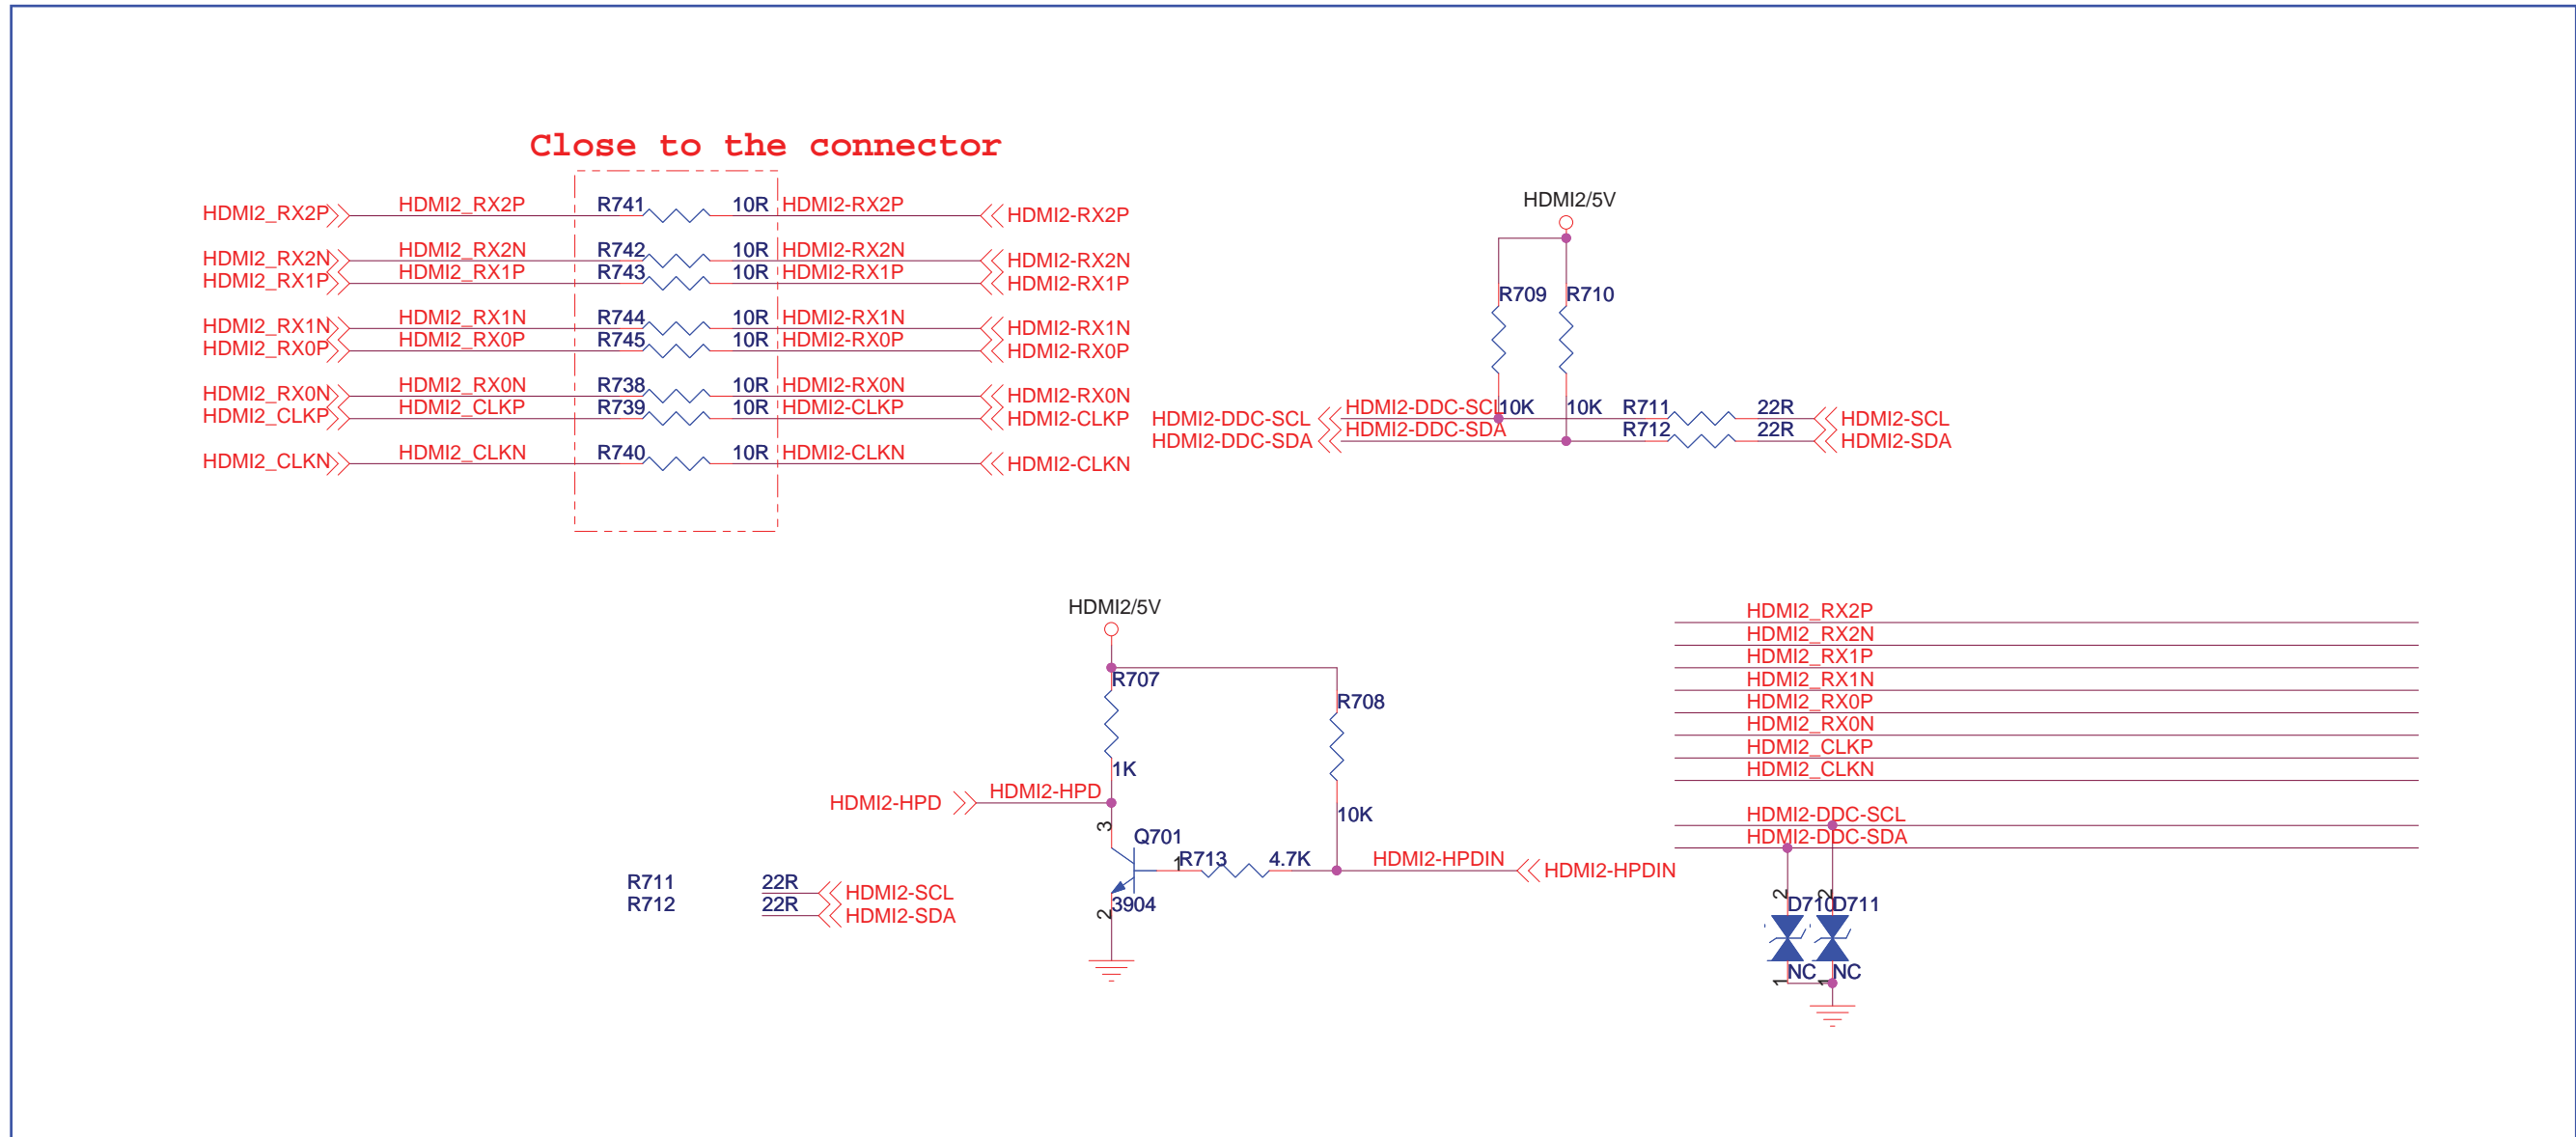 Close to the connector
HDMI2_RX2P HDMI2_RX2P R741 10R HDMI2-RX2P HDMI2-RX2P
HDMI2_RX2N HDMI2_RX2N R742 10R HDMI2-RX2N HDMI2-RX2N
HDMI2_RX1P HDMI2_RX1P R743 10R HDMI2-RX1P HDMI2-RX1P
HDMI2_RX1N HDMI2_RX1N R744 10R HDMI2-RX1N HDMI2-RX1N
HDMI2_RX0P HDMI2_RX0P R745 10R HDMI2-RX0P HDMI2-RX0P
HDMI2_RX0N HDMI2_RX0N R738 10R HDMI2-RX0N HDMI2-RX0N
HDMI2_CLKP HDMI2_CLKP R739 10R HDMI2-CLKP HDMI2-CLKP
HDMI2_CLKN HDMI2_CLKN R740 10R HDMI2-CLKN HDMI2-CLKN
HDMI2/5V
R709 R710
HDMI2-DDC-SCL HDMI2-DDC-SCL 10K 10K R711 22R HDMI2-SCL
HDMI2-DDC-SDA HDMI2-DDC-SDA R712 22R HDMI2-SDA
HDMI2/5V
R707
R708
1K
HDMI2-HPD HDMI2-HPD
10K
3
Q701
1 R713 4.7K HDMI2-HPDIN HDMI2-HPDIN
3904
2
R711 22R HDMI2-SCL
R712 22R HDMI2-SDA
HDMI2_RX2P
HDMI2_RX2N
HDMI2_RX1P
HDMI2_RX1N
HDMI2_RX0P
HDMI2_RX0N
HDMI2_CLKP
HDMI2_CLKN
HDMI2-DDC-SCL
HDMI2-DDC-SDA
2 2
D710 D711
NC NC
1 1